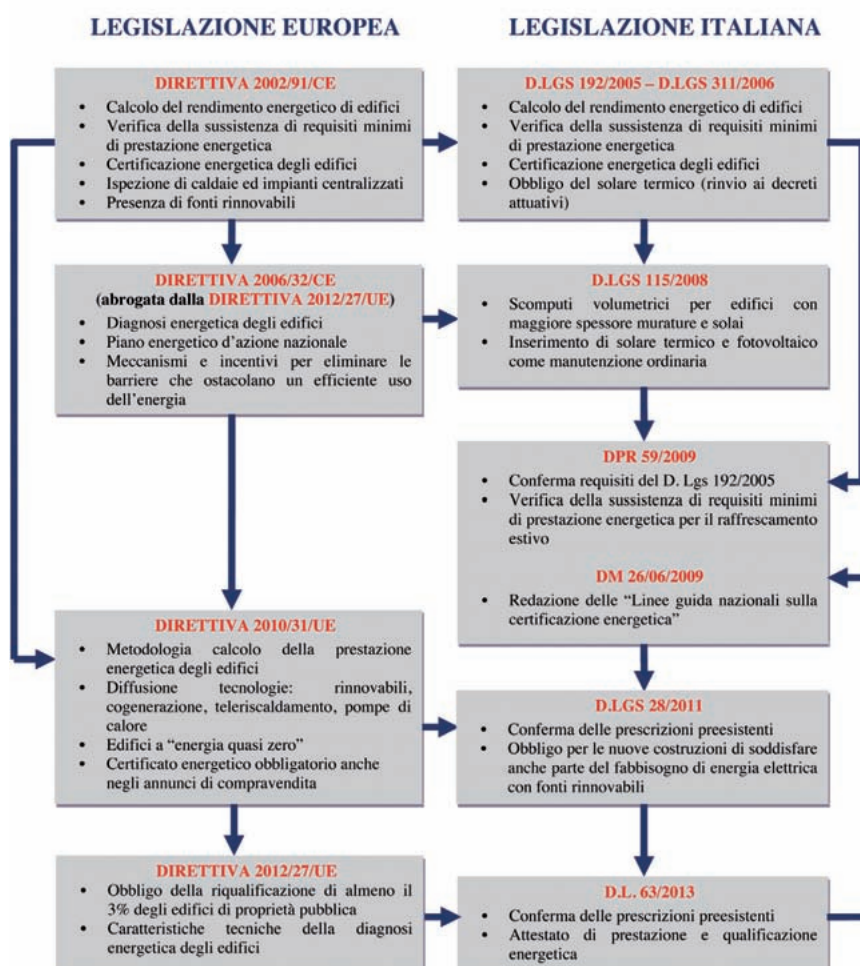 LEGISLAZIONE EUROPEA
DIRETTIVA 2002/91/CE
• Calcolo del rendimento energetico di edifici
• Verifica della sussistenza di requisiti minimi
di prestazione energetica
• Certificazione energetica degli edifici
• Ispezione di caldaie ed impianti centralizzati
• Presenza di fonti rinnovabili
DIRETTIVA 2006/32/CE
(abrogata dalla DIRETTIVA 2012/27/UE)
• Diagnosi energetica degli edifici
• Piano energetico d’azione nazionale
• Meccanismi e incentivi per eliminare le
barriere che ostacolano un efficiente uso
dell’energia
DIRETTIVA 2010/31/UE
• Metodologia calcolo della prestazione
energetica degli edifici
• Diffusione tecnologie: rinnovabili,
cogenerazione, teleriscaldamento, pompe di
calore
• Edifici a “energia quasi zero”
• Certificato energetico obbligatorio anche
negli annunci di compravendita
DIRETTIVA 2012/27/UE
• Obbligo della riqualificazione di almeno il
3% degli edifici di proprietà pubblica
• Caratteristiche tecniche della diagnosi
energetica degli edifici
LEGISLAZIONE ITALIANA
D.LGS 192/2005 – D.LGS 311/2006
• Calcolo del rendimento energetico di edifici
• Verifica della sussistenza di requisiti minimi
di prestazione energetica
• Certificazione energetica degli edifici
• Obbligo del solare termico (rinvio ai decreti
attuativi)
D.LGS 115/2008
• Scomputi volumetrici per edifici con
maggiore spessore murature e solai
• Inserimento di solare termico e fotovoltaico
come manutenzione ordinaria
DPR 59/2009
• Conferma requisiti del D. Lgs 192/2005
• Verifica della sussistenza di requisiti minimi
di prestazione energetica per il raffrescamento
estivo
DM 26/06/2009
• Redazione delle “Linee guida nazionali sulla
certificazione energetica”
D.LGS 28/2011
• Conferma delle prescrizioni preesistenti
• Obbligo per le nuove costruzioni di soddisfare
anche parte del fabbisogno di energia elettrica
con fonti rinnovabili
D.L. 63/2013
• Conferma delle prescrizioni preesistenti
• Attestato di prestazione e qualificazione
energetica